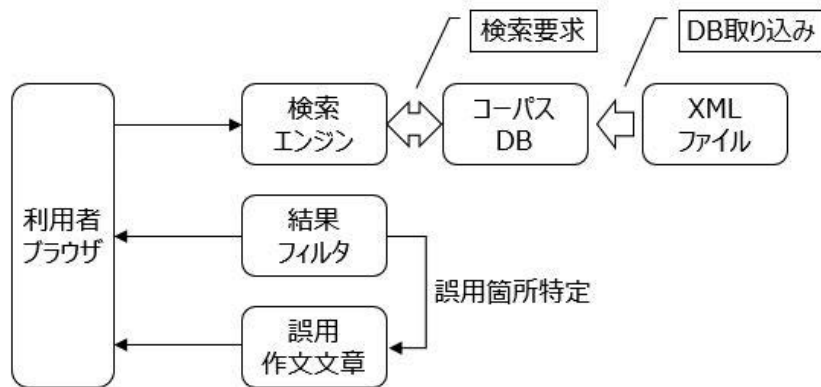 検索要求
DB取り込み
検索
エンジン
コーパス
DB
XML
ファイル
利用者
ブラウザ
結果
フィルタ
誤用箇所特定
誤用
作文文章